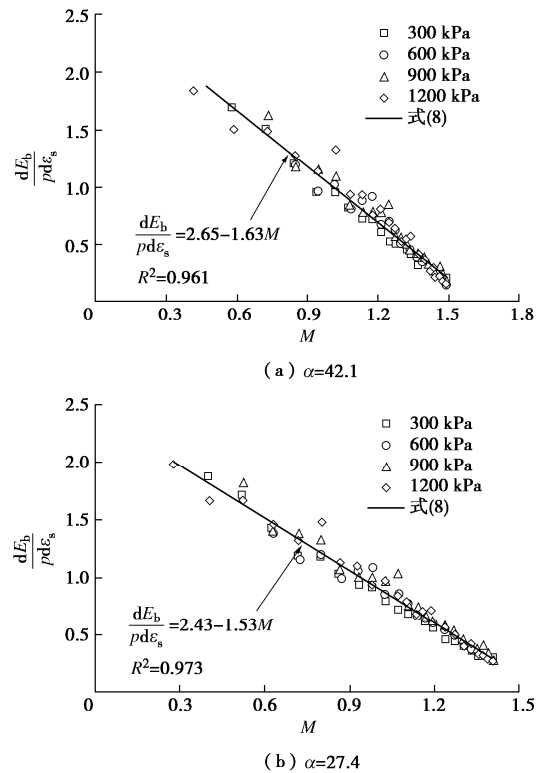 2.5
2.0
1.5
1.0
0.5
0
0.3
0.6
0.9
1.2
1.5
1.8
dE_b/pdε_s
M
□ 300 kPa
○ 600 kPa
△ 900 kPa
◇ 1200 kPa
— 式(8)
dE_b/pdε_s=2.65−1.63M
R²=0.961
(a) α=42.1
2.5
2.0
1.5
1.0
0.5
0
0.3
0.6
0.9
1.2
1.5
dE_b/pdε_s
M
□ 300 kPa
○ 600 kPa
△ 900 kPa
◇ 1200 kPa
— 式(8)
dE_b/pdε_s=2.43−1.53M
R²=0.973
(b) α=27.4